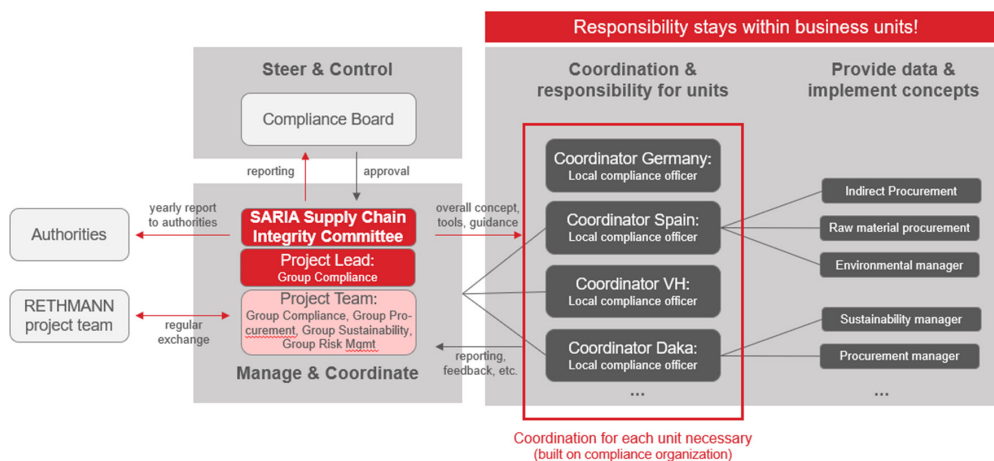 Responsibility stays within business units!
Steer & Control
Compliance Board
reporting
approval
Authorities
yearly report
to authorities
SARIA Supply Chain
Integrity Committee
Project Lead:
Group Compliance
Project Team:
Group Compliance, Group Pro-
curement, Group Sustainability,
Group Risk Mgmt
Manage & Coordinate
RETHMANN
project team
regular
exchange
overall concept,
tools, guidance
reporting,
feedback, etc.
Coordination &
responsibility for units
Coordinator Germany:
Local compliance officer
Coordinator Spain:
Local compliance officer
Coordinator VH:
Local compliance officer
Coordinator Daka:
Local compliance officer
...
Coordination for each unit necessary
(built on compliance organization)
Provide data &
implement concepts
Indirect Procurement
Raw material procurement
Environmental manager
Sustainability manager
Procurement manager
...